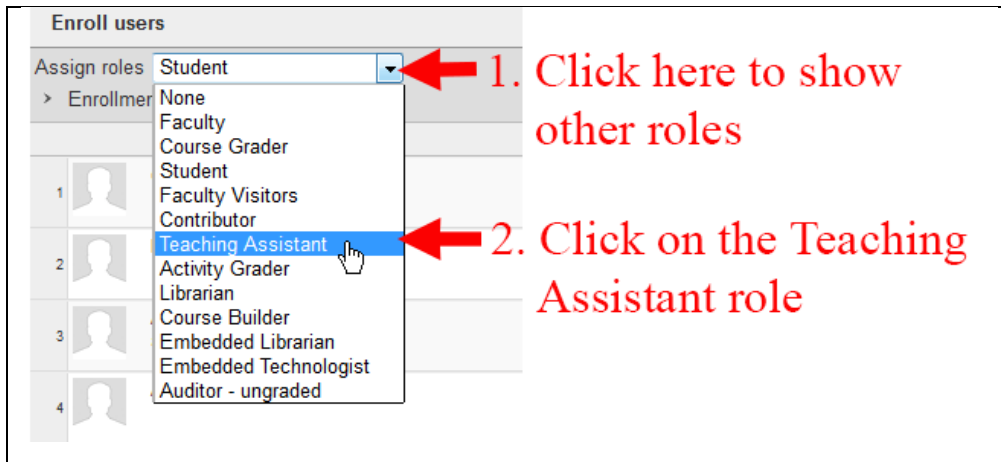 Enroll users
Assign roles Student
1. Click here to show
other roles
> Enrollmen
None
Faculty
Course Grader
Student
Faculty Visitors
Contributor
Teaching Assistant
2. Click on the Teaching
Assistant role
Activity Grader
Librarian
Course Builder
Embedded Librarian
Embedded Technologist
Auditor - ungraded
1
2
3
4